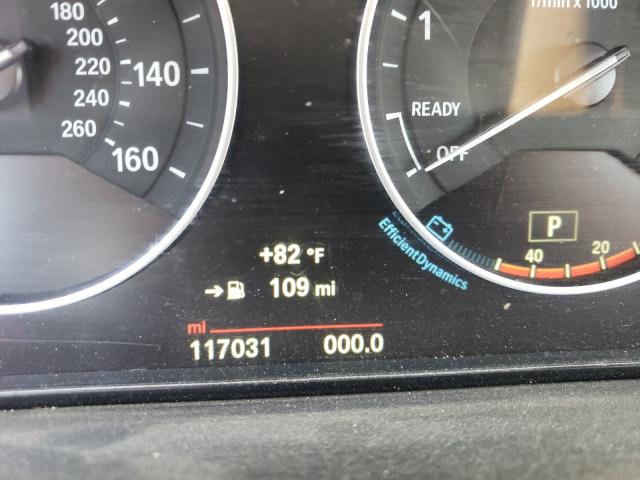 180
200
220
240
260
140
160
1/min x 1000
1
READY
OFF
P
40 20
EfficientDynamics
+82 °F
→ 109 mi
mi
117031 000.0